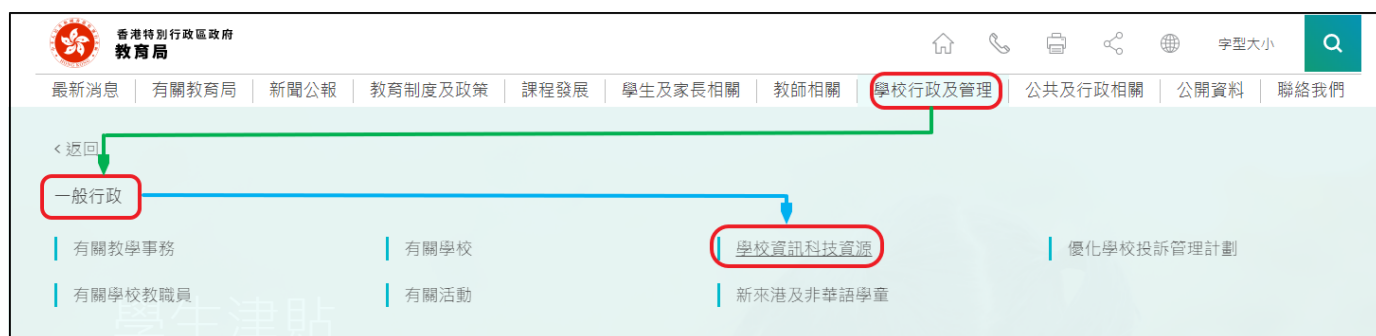 香港特別行政區政府
教育局
字型大小
最新消息 有關教育局 新聞公報 教育制度及政策 課程發展 學生及家長相關 教師相關 學校行政及管理 公共及行政相關 公開資料 聯絡我們
< 返回
一般行政
有關教學事務 有關學校 學校資訊科技資源 優化學校投訴管理計劃
有關學校教職員 有關活動 新來港及非華語學童
學生津貼